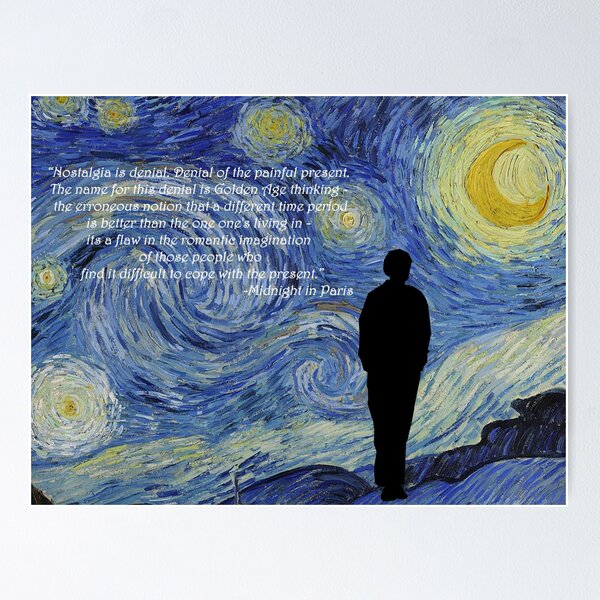 "Nostalgia is denial. Denial of the painful present.
The name for this denial is Golden Age thinking -
the erroneous notion that a different time period
is better than the one one's living in -
its a flaw in the romantic imagination
of those people who
find it difficult to cope with the present."
-Midnight in Paris